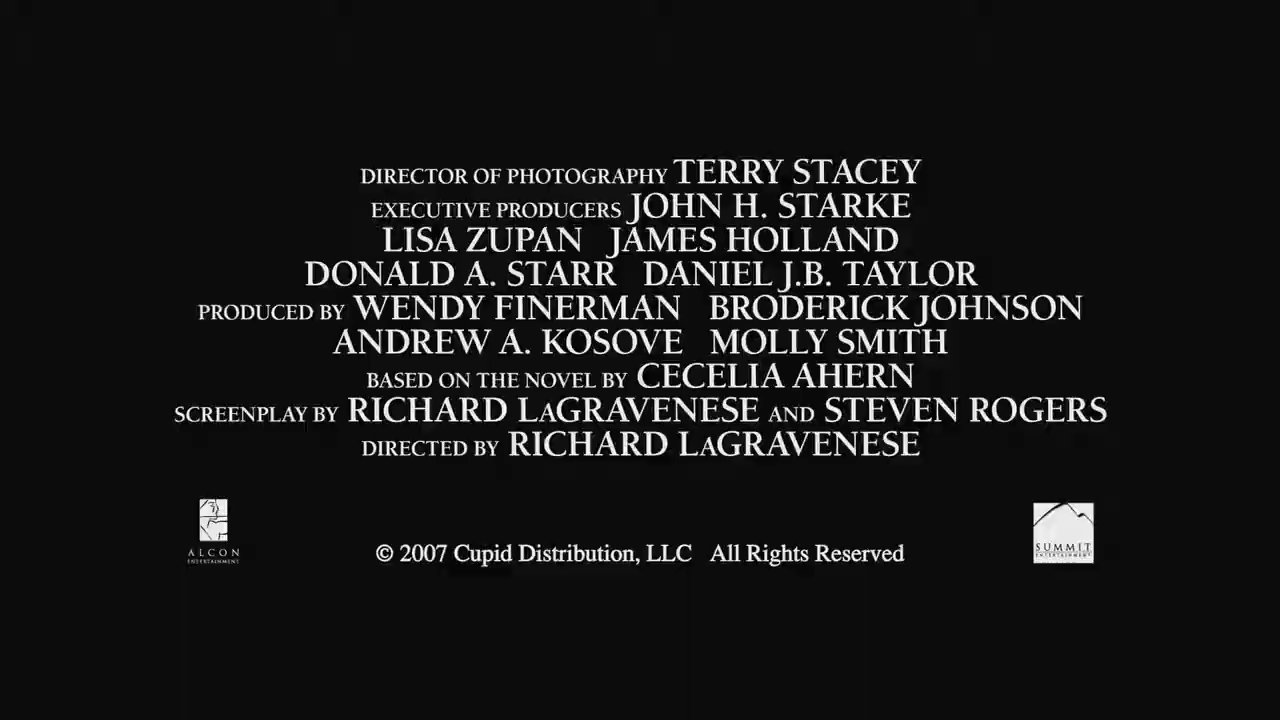 DIRECTOR OF PHOTOGRAPHY TERRY STACEY
EXECUTIVE PRODUCERS JOHN H. STARKE
LISA ZUPAN JAMES HOLLAND
DONALD A. STARR DANIEL J.B. TAYLOR
PRODUCED BY WENDY FINERMAN BRODERICK JOHNSON
ANDREW A. KOSOVE MOLLY SMITH
BASED ON THE NOVEL BY CECELIA AHERN
SCREENPLAY BY RICHARD LAGRAVENESE AND STEVEN ROGERS
DIRECTED BY RICHARD LAGRAVENESE
ALCON
ENTERTAINMENT
© 2007 Cupid Distribution, LLC All Rights Reserved
SUMMIT
ENTERTAINMENT